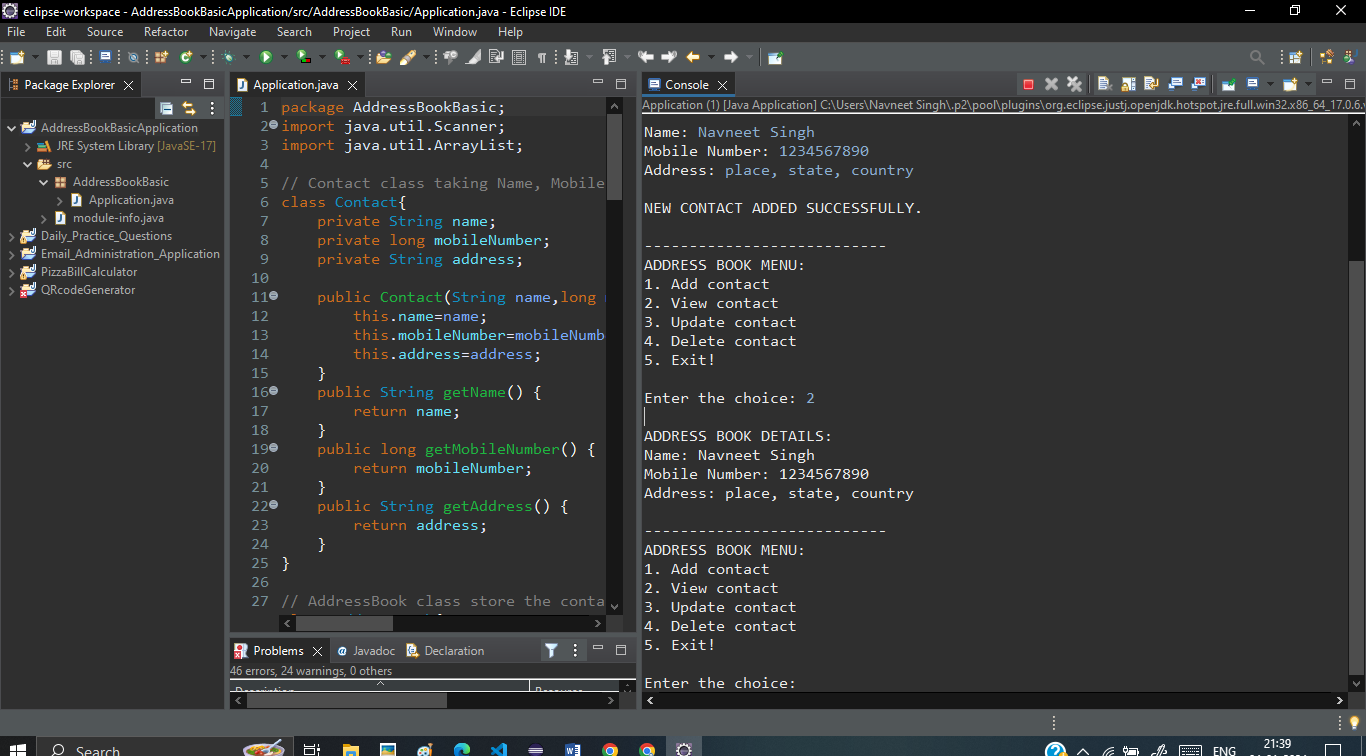 eclipse-workspace - AddressBookBasicApplication/src/AddressBookBasic/Application.java - Eclipse IDE
File Edit Source Refactor Navigate Search Project Run Window Help
Package Explorer
AddressBookBasicApplication
JRE System Library [JavaSE-17]
src
AddressBookBasic
Application.java
module-info.java
Daily_Practice_Questions
Email_Administration_Application
PizzaBillCalculator
QRcodeGenerator
Application.java
1 package AddressBookBasic;
2 import java.util.Scanner;
3 import java.util.ArrayList;
4
5 // Contact class taking Name, Mobile
6 class Contact{
7 private String name;
8 private long mobileNumber;
9 private String address;
10
11 public Contact(String name,long
12 this.name=name;
13 this.mobileNumber=mobileNumb
14 this.address=address;
15 }
16 public String getName() {
17 return name;
18 }
19 public long getMobileNumber() {
20 return mobileNumber;
21 }
22 public String getAddress() {
23 return address;
24 }
25 }
26
27 // AddressBook class store the conta
Problems Javadoc Declaration
46 errors, 24 warnings, 0 others
Description Resource
Console
Application (1) [Java Application] C:\Users\Navneet Singh\.p2\pool\plugins\org.eclipse.justj.openjdk.hotspot.jre.full.win32.x86_64_17.0.6.v
Name: Navneet Singh
Mobile Number: 1234567890
Address: place, state, country
NEW CONTACT ADDED SUCCESSFULLY.
---------------------------
ADDRESS BOOK MENU:
1. Add contact
2. View contact
3. Update contact
4. Delete contact
5. Exit!
Enter the choice: 2
ADDRESS BOOK DETAILS:
Name: Navneet Singh
Mobile Number: 1234567890
Address: place, state, country
---------------------------
ADDRESS BOOK MENU:
1. Add contact
2. View contact
3. Update contact
4. Delete contact
5. Exit!
Enter the choice:
Search
ENG
21:39